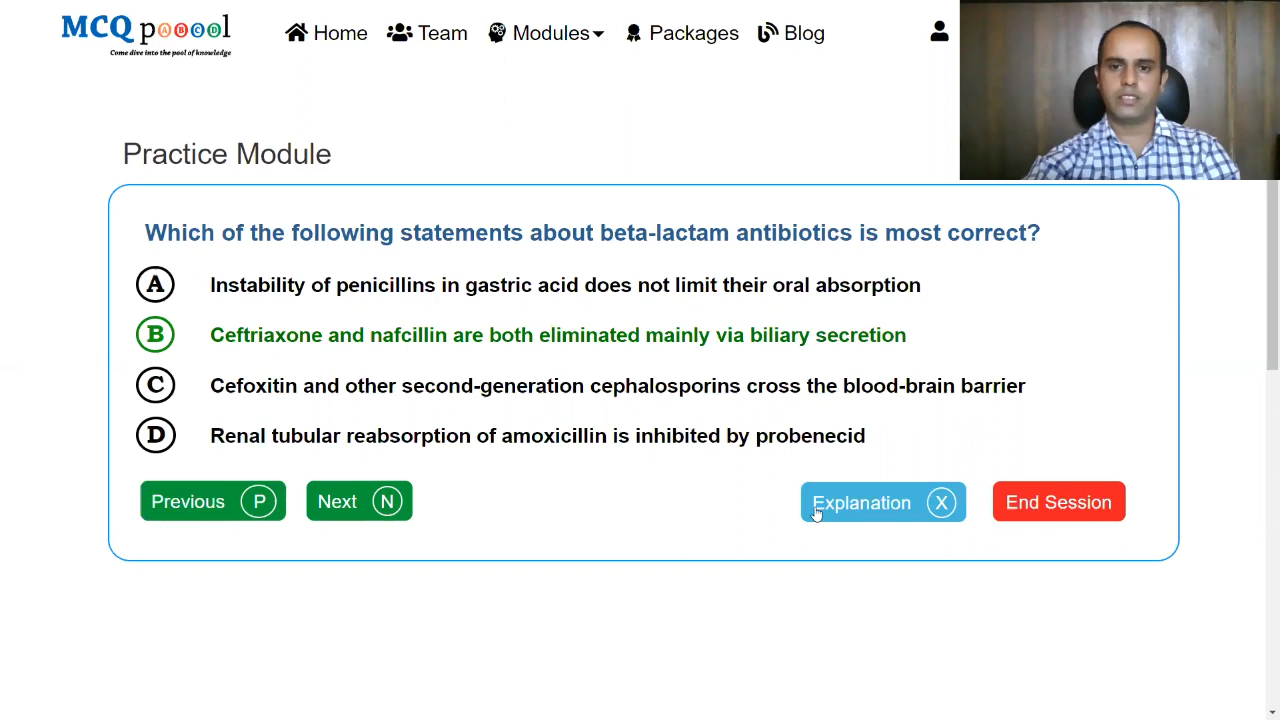 MCQ pooool
A B C D
Come dive into the pool of knowledge
Home Team Modules Packages Blog
Practice Module
Which of the following statements about beta-lactam antibiotics is most correct?
A Instability of penicillins in gastric acid does not limit their oral absorption
B Ceftriaxone and nafcillin are both eliminated mainly via biliary secretion
C Cefoxitin and other second-generation cephalosporins cross the blood-brain barrier
D Renal tubular reabsorption of amoxicillin is inhibited by probenecid
Previous P Next N Explanation X End Session